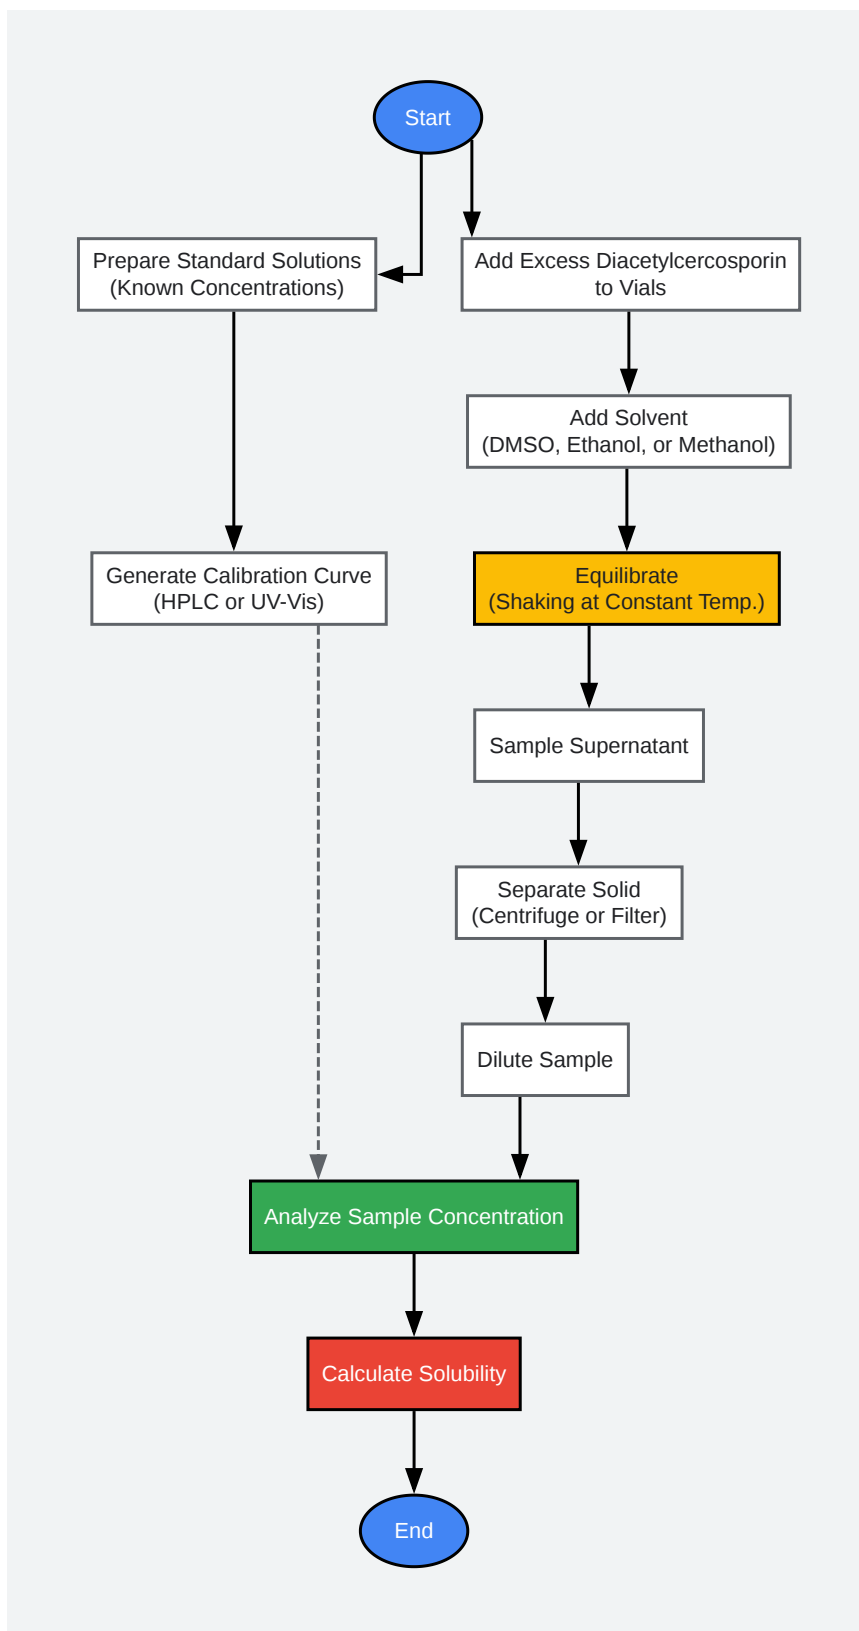 Start
Prepare Standard Solutions
(Known Concentrations)
Add Excess Diacetylcercosporin
to Vials
Add Solvent
(DMSO, Ethanol, or Methanol)
Generate Calibration Curve
(HPLC or UV-Vis)
Equilibrate
(Shaking at Constant Temp.)
Sample Supernatant
Separate Solid
(Centrifuge or Filter)
Dilute Sample
Analyze Sample Concentration
Calculate Solubility
End